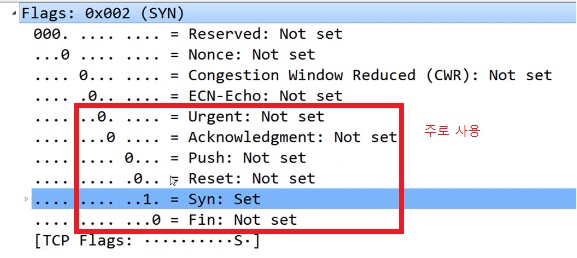 Flags: 0x002 (SYN)
000. .... .... = Reserved: Not set
...0 .... .... = Nonce: Not set
.... 0... .... = Congestion Window Reduced (CWR): Not set
.... .0.. .... = ECN-Echo: Not set
.... ..0. .... = Urgent: Not set
.... ...0 .... = Acknowledgment: Not set 주로 사용
.... .... 0... = Push: Not set
.... .... .0.. = Reset: Not set
.... .... ..1. = Syn: Set
.... .... ...0 = Fin: Not set
[TCP Flags: ··········S·]